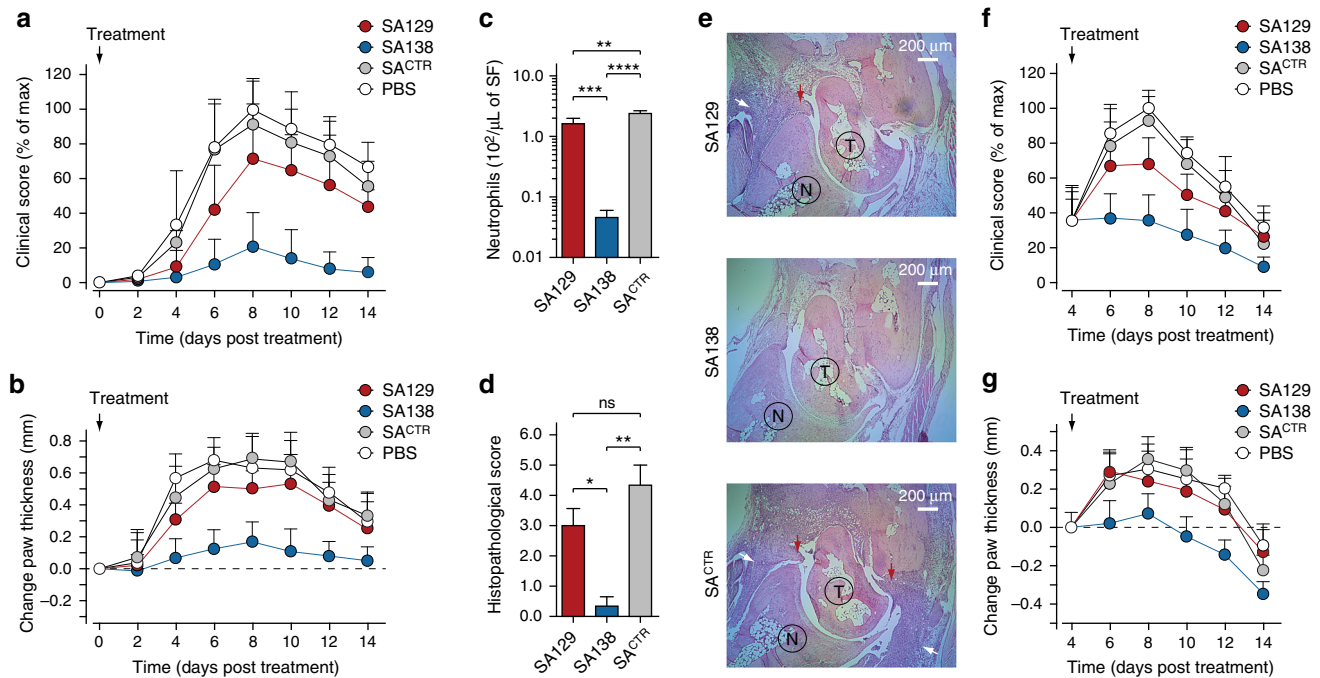 a
Treatment
SA129
SA138
SA^CTR
PBS
Clinical score (% of max)
120
100
80
60
40
20
0
0 2 4 6 8 10 12 14
Time (days post treatment)
b
Treatment
SA129
SA138
SA^CTR
PBS
Change paw thickness (mm)
0.8
0.6
0.4
0.2
0.0
−0.2
0 2 4 6 8 10 12 14
Time (days post treatment)
c
**
****
***
Neutrophils (10^2/μL of SF)
10.0
1.0
0.1
0.01
SA129 SA138 SA^CTR
d
ns
**
*
Histopathological score
6.0
5.0
4.0
3.0
2.0
1.0
0.0
SA129 SA138 SA^CTR
e
SA129
200 μm
T
N
SA138
200 μm
T
N
SA^CTR
200 μm
T
N
f
Treatment
SA129
SA138
SA^CTR
PBS
Clinical score (% of max)
120
100
80
60
40
20
0
4 6 8 10 12 14
Time (days post treatment)
g
Treatment
SA129
SA138
SA^CTR
PBS
Change paw thickness (mm)
0.4
0.2
0.0
−0.2
−0.4
4 6 8 10 12 14
Time (days post treatment)